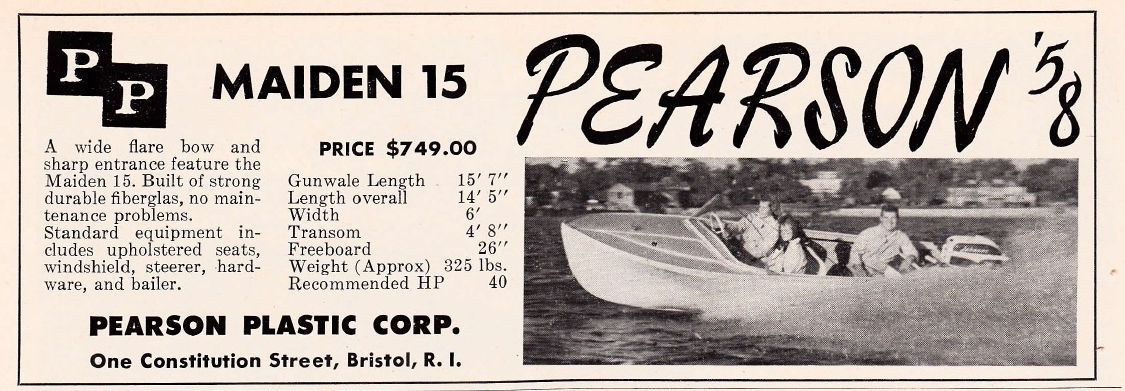 P
P
MAIDEN 15
PEARSON '58
A wide flare bow and
sharp entrance feature the
Maiden 15. Built of strong
durable fiberglas, no main-
tenance problems.
Standard equipment in-
cludes upholstered seats,
windshield, steerer, hard-
ware, and bailer.
PRICE $749.00
Gunwale Length 15' 7"
Length overall 14' 5"
Width 6'
Transom 4' 8"
Freeboard 26"
Weight (Approx) 325 lbs.
Recommended HP 40
PEARSON PLASTIC CORP.
One Constitution Street, Bristol, R. I.